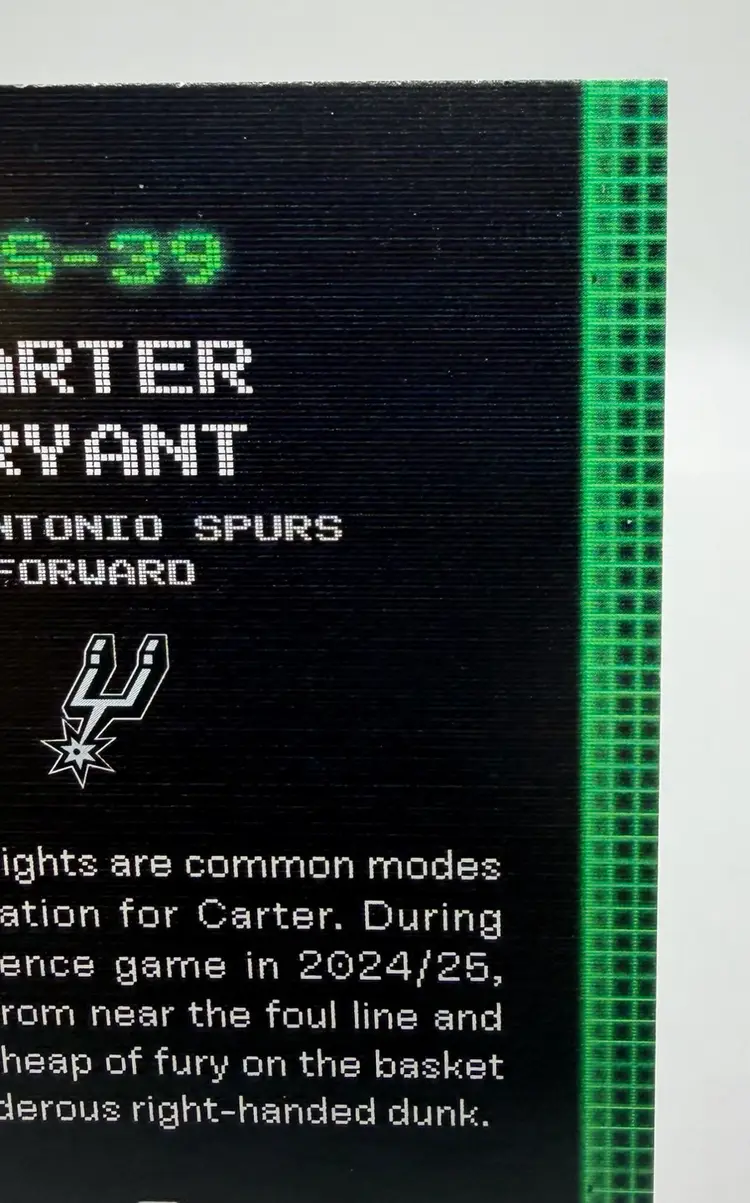 S-39
ARTER
RYANT
NTONIO SPURS
FORWARD
ights are common modes
ation for Carter. During
ence game in 2024/25,
rom near the foul line and
heap of fury on the basket
derous right-handed dunk.